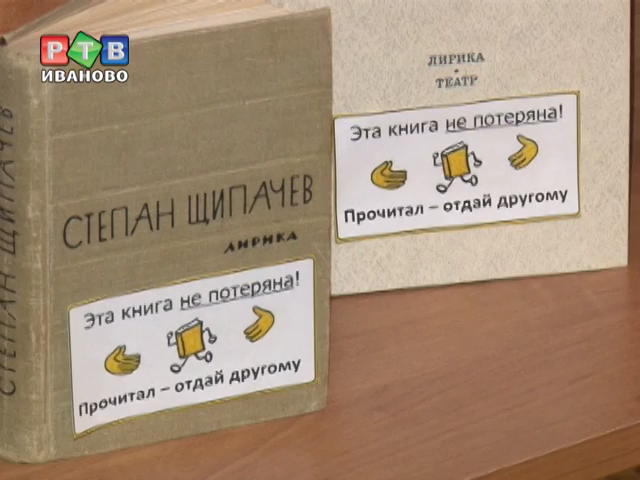 РТВ
ИВАНОВО
СТЕПАН ЩИПАЧЕВ
СТЕПАН ЩИПАЧЕВ
ЛИРИКА
Эта книга не потеряна!
Прочитал – отдай другому
ЛИРИКА
ТЕАТР
Эта книга не потеряна!
Прочитал – отдай другому